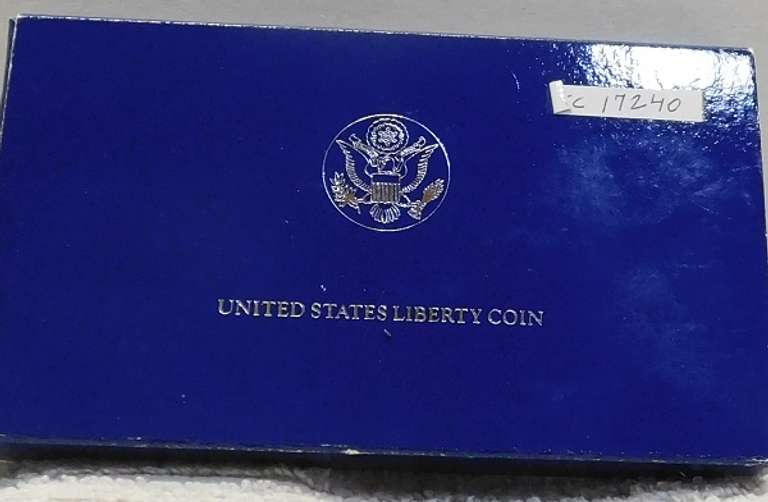 C 17240
UNITED STATES LIBERTY COIN